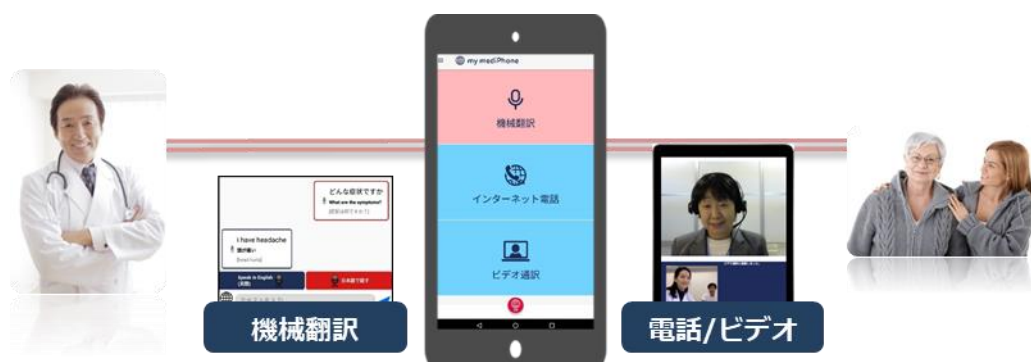 my mediPhone
機械翻訳
インターネット電話
ビデオ通訳
どんな症状ですか
What are the symptoms?
I have headache
頭が痛い
Speak in English
(英語)
日本語で話す
機械翻訳
電話/ビデオ